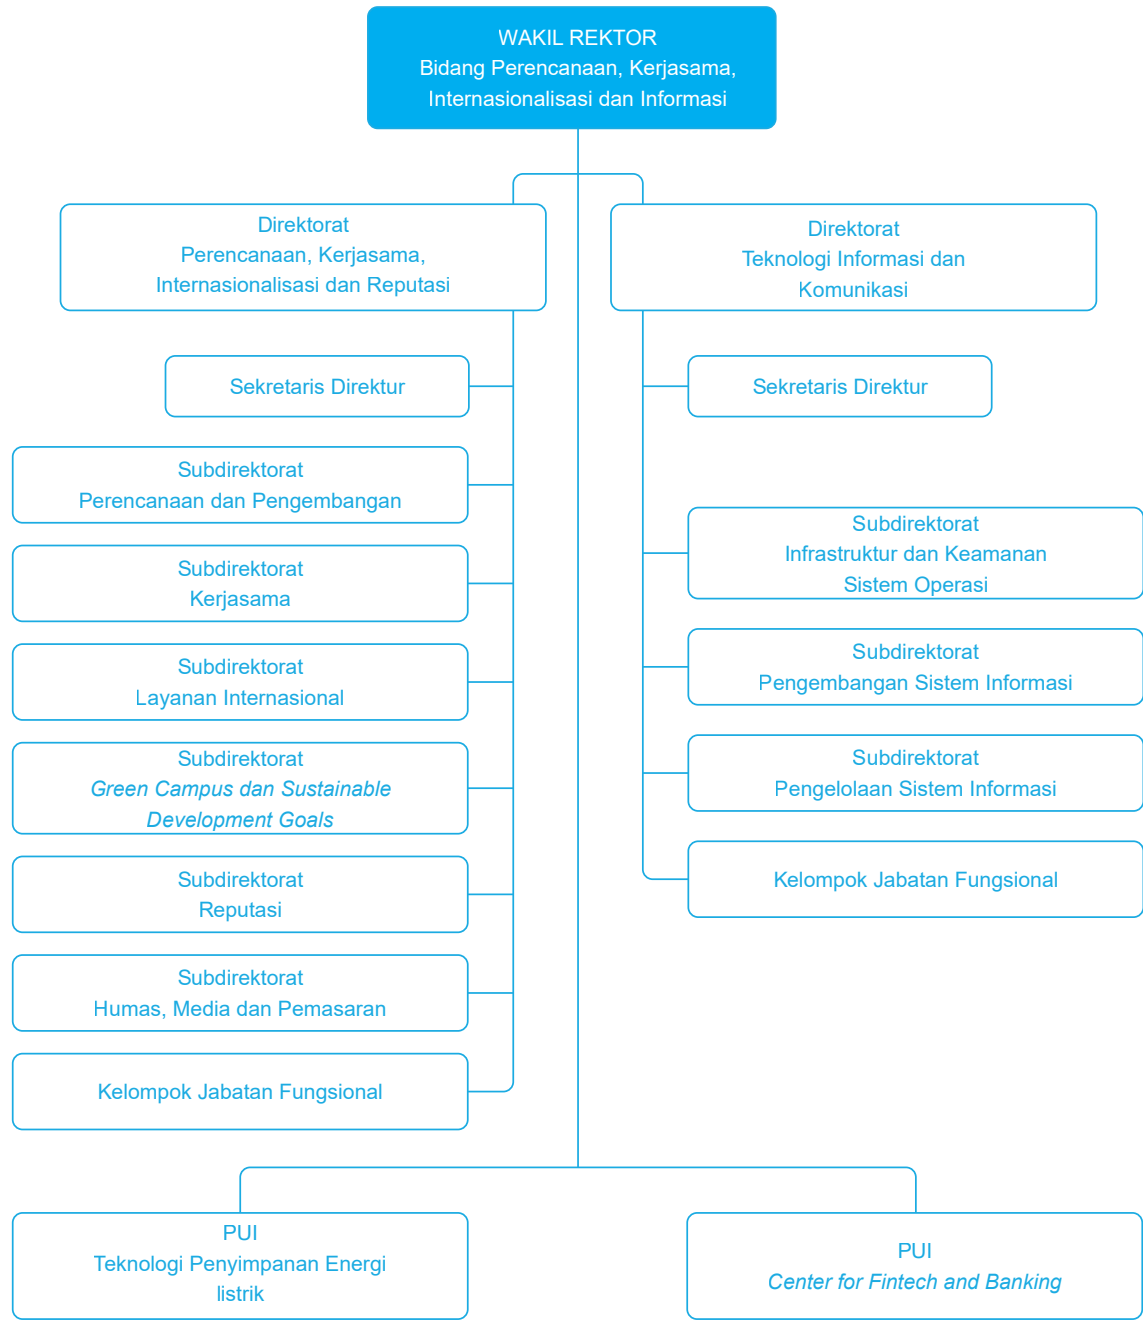 WAKIL REKTOR
Bidang Perencanaan, Kerjasama,
Internasionalisasi dan Informasi
Direktorat
Perencanaan, Kerjasama,
Internasionalisasi dan Reputasi
Direktorat
Teknologi Informasi dan
Komunikasi
Sekretaris Direktur
Sekretaris Direktur
Subdirektorat
Perencanaan dan Pengembangan
Subdirektorat
Kerjasama
Subdirektorat
Layanan Internasional
Subdirektorat
Green Campus dan Sustainable
Development Goals
Subdirektorat
Reputasi
Subdirektorat
Humas, Media dan Pemasaran
Kelompok Jabatan Fungsional
Subdirektorat
Infrastruktur dan Keamanan
Sistem Operasi
Subdirektorat
Pengembangan Sistem Informasi
Subdirektorat
Pengelolaan Sistem Informasi
Kelompok Jabatan Fungsional
PUI
Teknologi Penyimpanan Energi
listrik
PUI
Center for Fintech and Banking